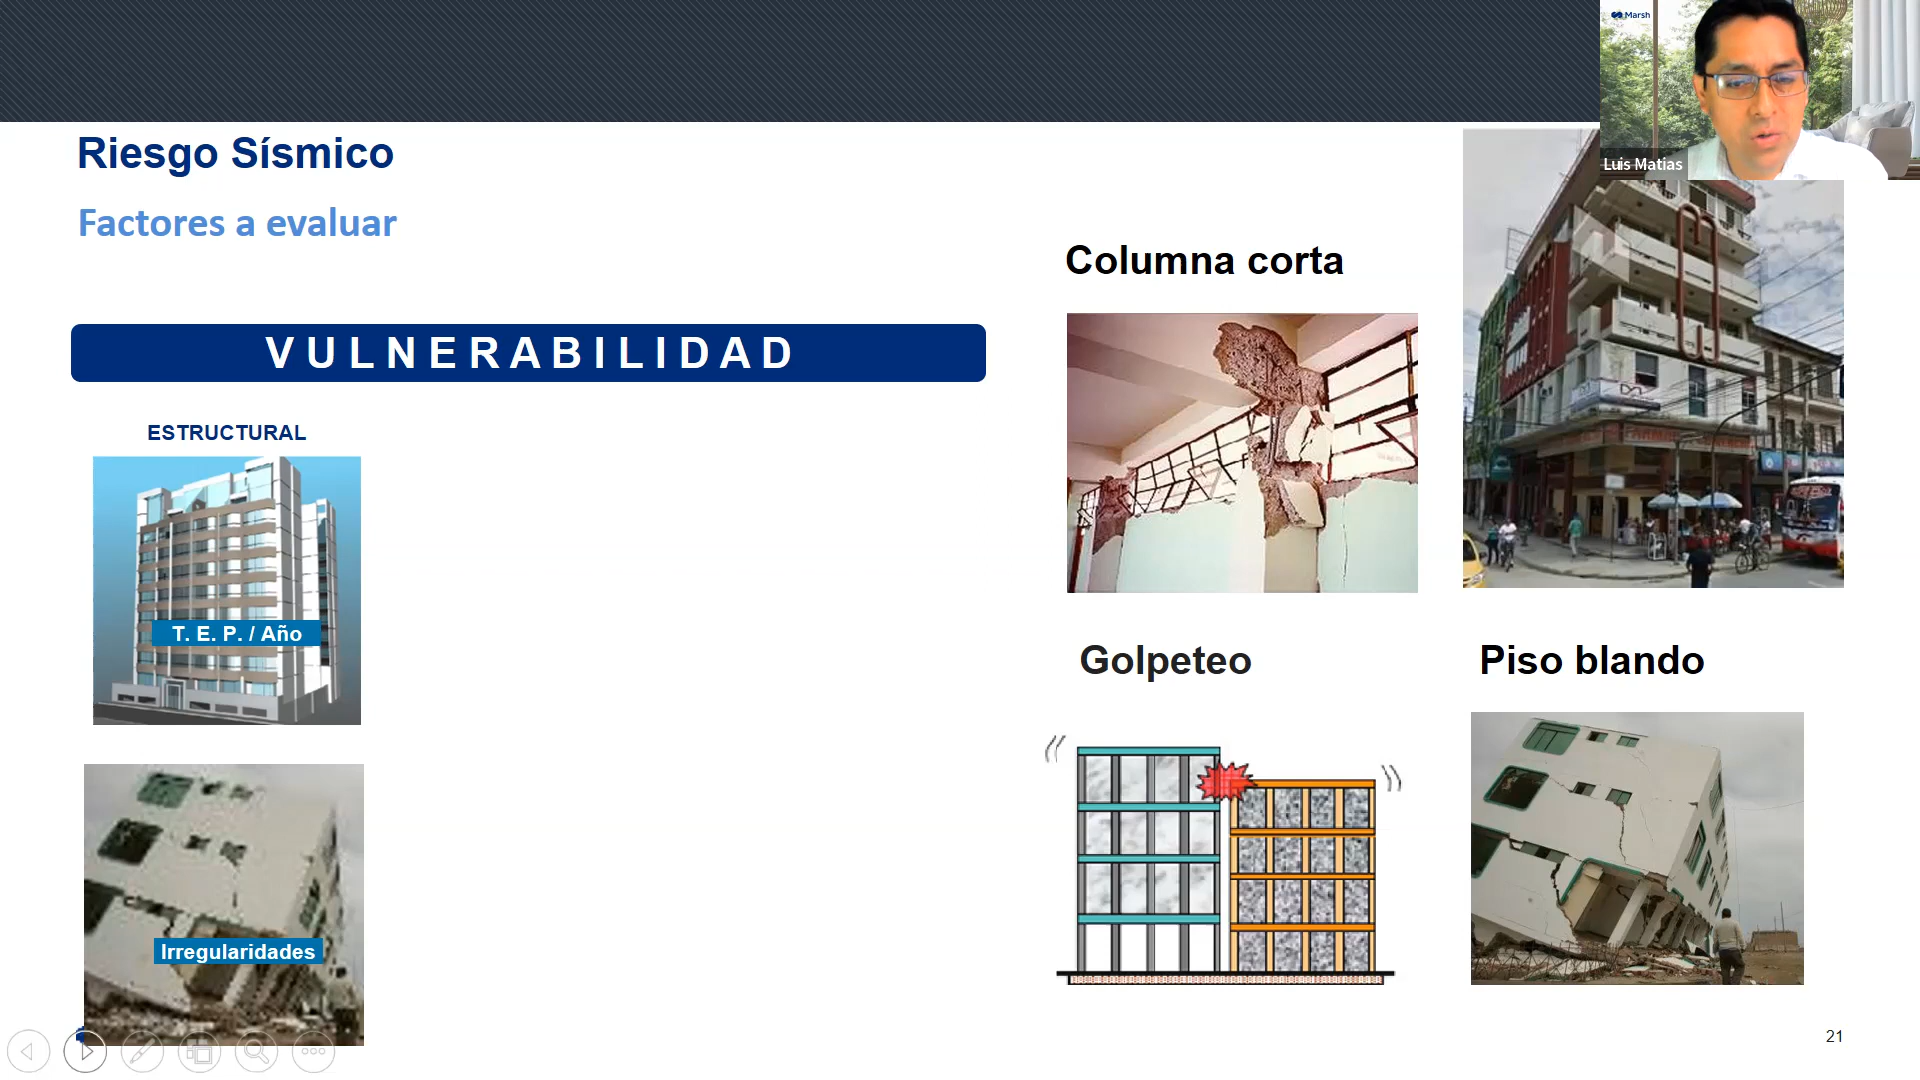 Marsh
Luis Matias
Riesgo Sísmico
Factores a evaluar
VULNERABILIDAD
ESTRUCTURAL
T. E. P. / Año
Irregularidades
Columna corta
Golpeteo
Piso blando
21